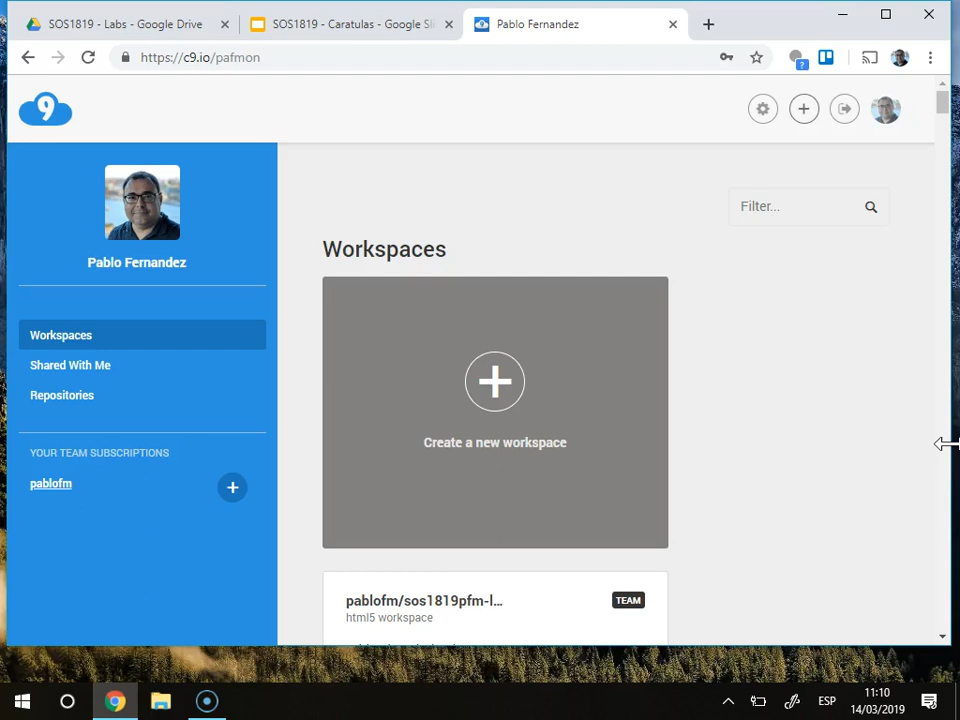 SOS1819 - Labs - Google Drive
SOS1819 - Caratulas - Google Sli
Pablo Fernandez
https://c9.io/pafmon
?
9
Pablo Fernandez
Workspaces
Shared With Me
Repositories
YOUR TEAM SUBSCRIPTIONS
pablofm
Filter...
Workspaces
Create a new workspace
pablofm/sos1819pfm-l...
TEAM
html5 workspace
ESP
11:10
14/03/2019